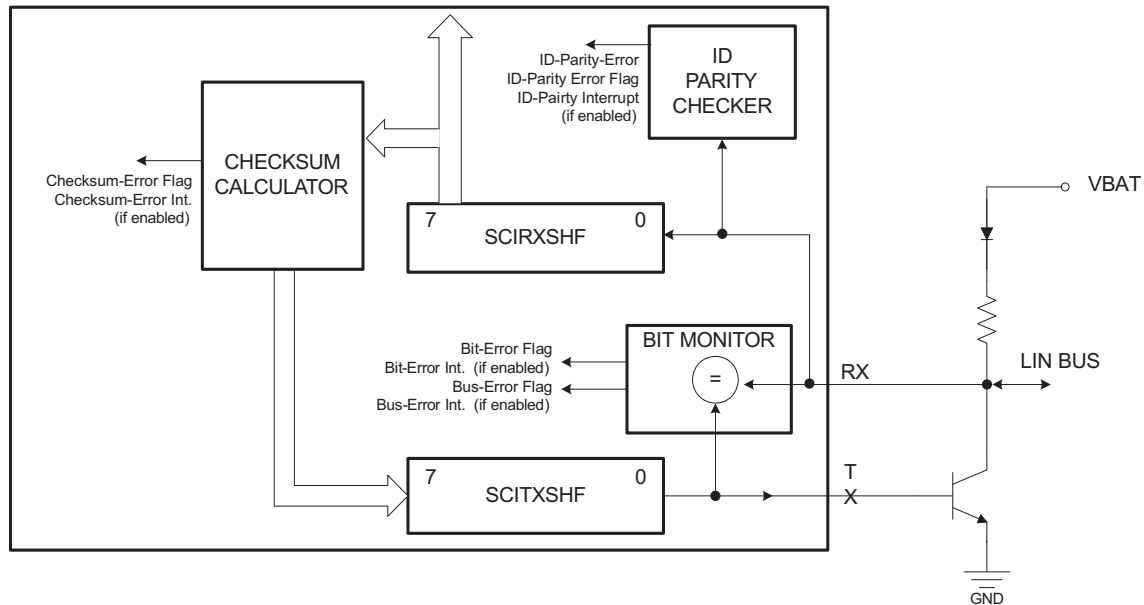 ID-Parity-Error
ID-Parity Error Flag
ID-Pairty Interrupt
(if enabled)
ID
PARITY
CHECKER
CHECKSUM
CALCULATOR
Checksum-Error Flag
Checksum-Error Int.
(if enabled)
VBAT
7 SCIRXSHF 0
BIT MONITOR
=
Bit-Error Flag
Bit-Error Int. (if enabled)
Bus-Error Flag
Bus-Error Int. (if enabled)
RX
LIN BUS
7 SCITXSHF 0
T
X
GND